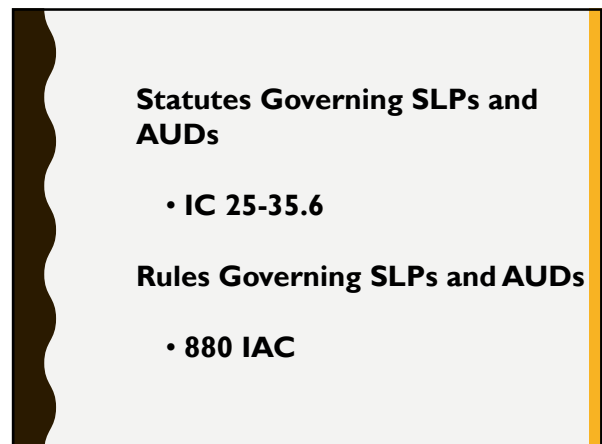 Statutes Governing SLPs and
AUDs
• IC 25-35.6
Rules Governing SLPs and AUDs
• 880 IAC